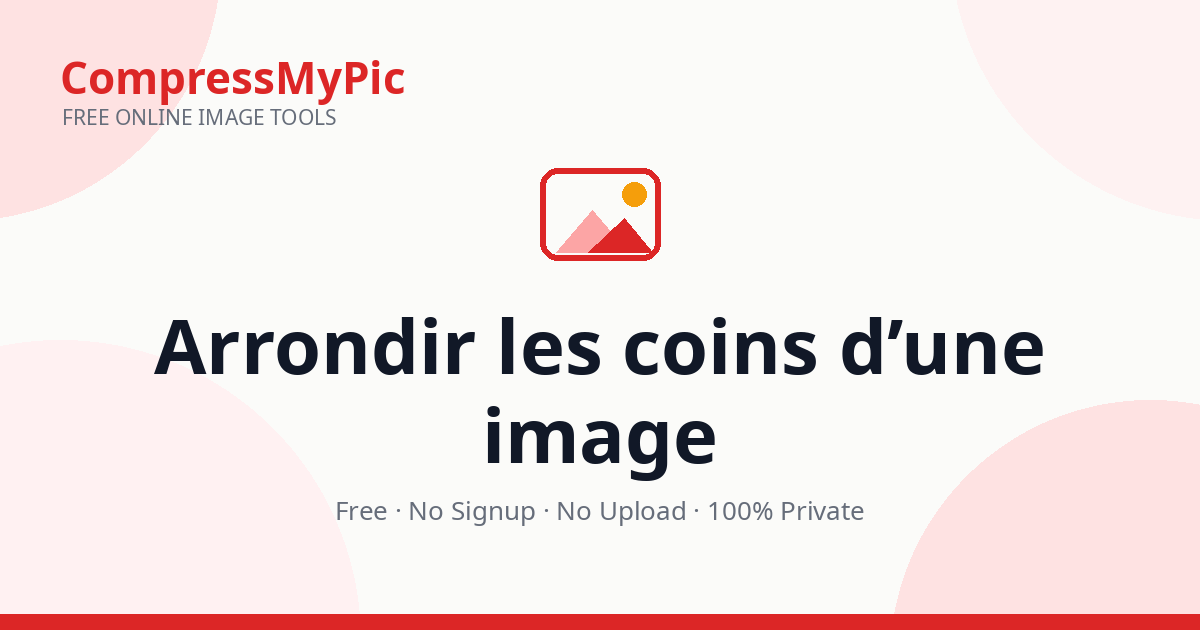 CompressMyPic
FREE ONLINE IMAGE TOOLS
Arrondir les coins d’une
image
Free · No Signup · No Upload · 100% Private